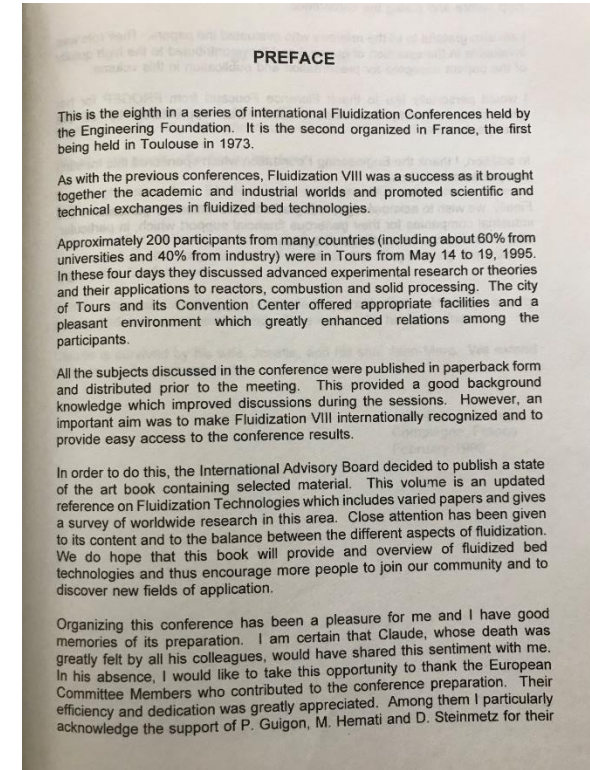 PREFACE
This is the eighth in a series of international Fluidization Conferences held by
the Engineering Foundation. It is the second organized in France, the first
being held in Toulouse in 1973.
As with the previous conferences, Fluidization VIII was a success as it brought
together the academic and industrial worlds and promoted scientific and
technical exchanges in fluidized bed technologies.
Approximately 200 participants from many countries (including about 60% from
universities and 40% from industry) were in Tours from May 14 to 19, 1995.
In these four days they discussed advanced experimental research or theories
and their applications to reactors, combustion and solid processing. The city
of Tours and its Convention Center offered appropriate facilities and a
pleasant environment which greatly enhanced relations among the
participants.
All the subjects discussed in the conference were published in paperback form
and distributed prior to the meeting. This provided a good background
knowledge which improved discussions during the sessions. However, an
important aim was to make Fluidization VIII internationally recognized and to
provide easy access to the conference results.
In order to do this, the International Advisory Board decided to publish a state
of the art book containing selected material. This volume is an updated
reference on Fluidization Technologies which includes varied papers and gives
a survey of worldwide research in this area. Close attention has been given
to its content and to the balance between the different aspects of fluidization.
We do hope that this book will provide and overview of fluidized bed
technologies and thus encourage more people to join our community and to
discover new fields of application.
Organizing this conference has been a pleasure for me and I have good
memories of its preparation. I am certain that Claude, whose death was
greatly felt by all his colleagues, would have shared this sentiment with me.
In his absence, I would like to take this opportunity to thank the European
Committee Members who contributed to the conference preparation. Their
efficiency and dedication was greatly appreciated. Among them I particularly
acknowledge the support of P. Guigon, M. Hemati and D. Steinmetz for their